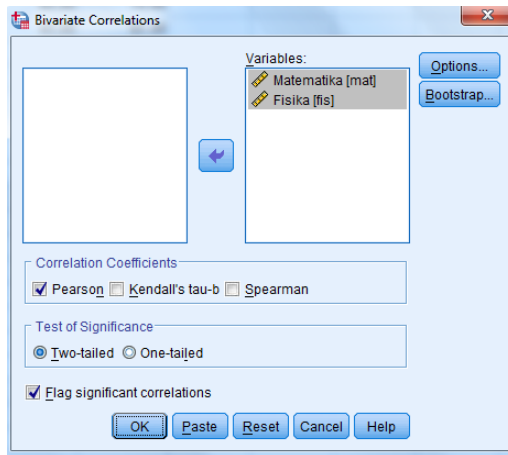 Bivariate Correlations
Variables:
Matematika [mat]
Fisika [fis]
Options...
Bootstrap...
Correlation Coefficients
Pearson Kendall's tau-b Spearman
Test of Significance
Two-tailed One-tailed
Flag significant correlations
OK Paste Reset Cancel Help